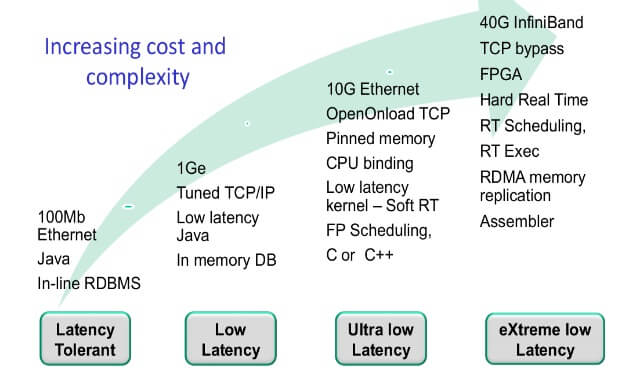 Increasing cost and
complexity
100Mb
Ethernet
Java
In-line RDBMS
Latency
Tolerant
1Ge
Tuned TCP/IP
Low latency
Java
In memory DB
Low
Latency
10G Ethernet
OpenOnload TCP
Pinned memory
CPU binding
Low latency
kernel – Soft RT
FP Scheduling,
C or C++
Ultra low
Latency
40G InfiniBand
TCP bypass
FPGA
Hard Real Time
RT Scheduling,
RT Exec
RDMA memory
replication
Assembler
eXtreme low
Latency